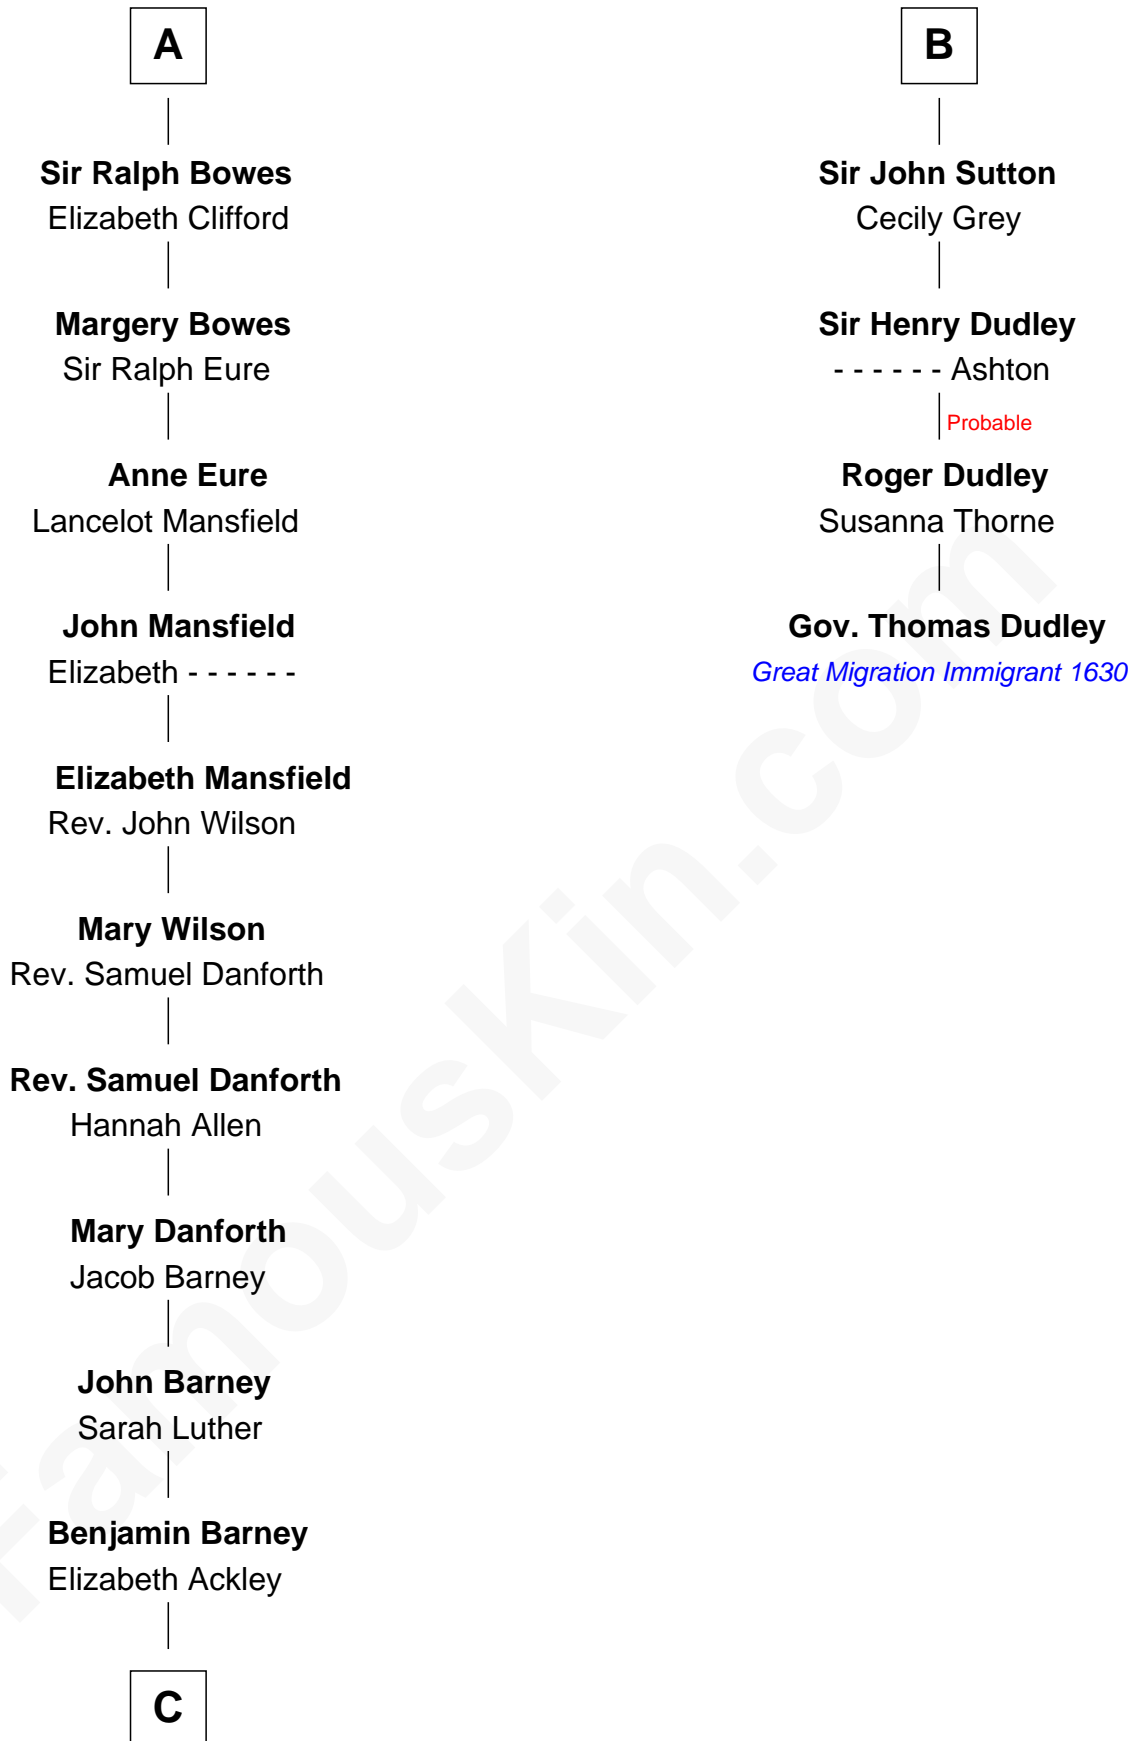 A
Sir Ralph Bowes
Elizabeth Clifford
Margery Bowes
Sir Ralph Eure
Anne Eure
Lancelot Mansfield
John Mansfield
Elizabeth - - - - - -
Elizabeth Mansfield
Rev. John Wilson
Mary Wilson
Rev. Samuel Danforth
Rev. Samuel Danforth
Hannah Allen
Mary Danforth
Jacob Barney
John Barney
Sarah Luther
Benjamin Barney
Elizabeth Ackley
C
B
Sir John Sutton
Cecily Grey
Sir Henry Dudley
- - - - - - Ashton
Probable
Roger Dudley
Susanna Thorne
Gov. Thomas Dudley
Great Migration Immigrant 1630
FamousKin.com